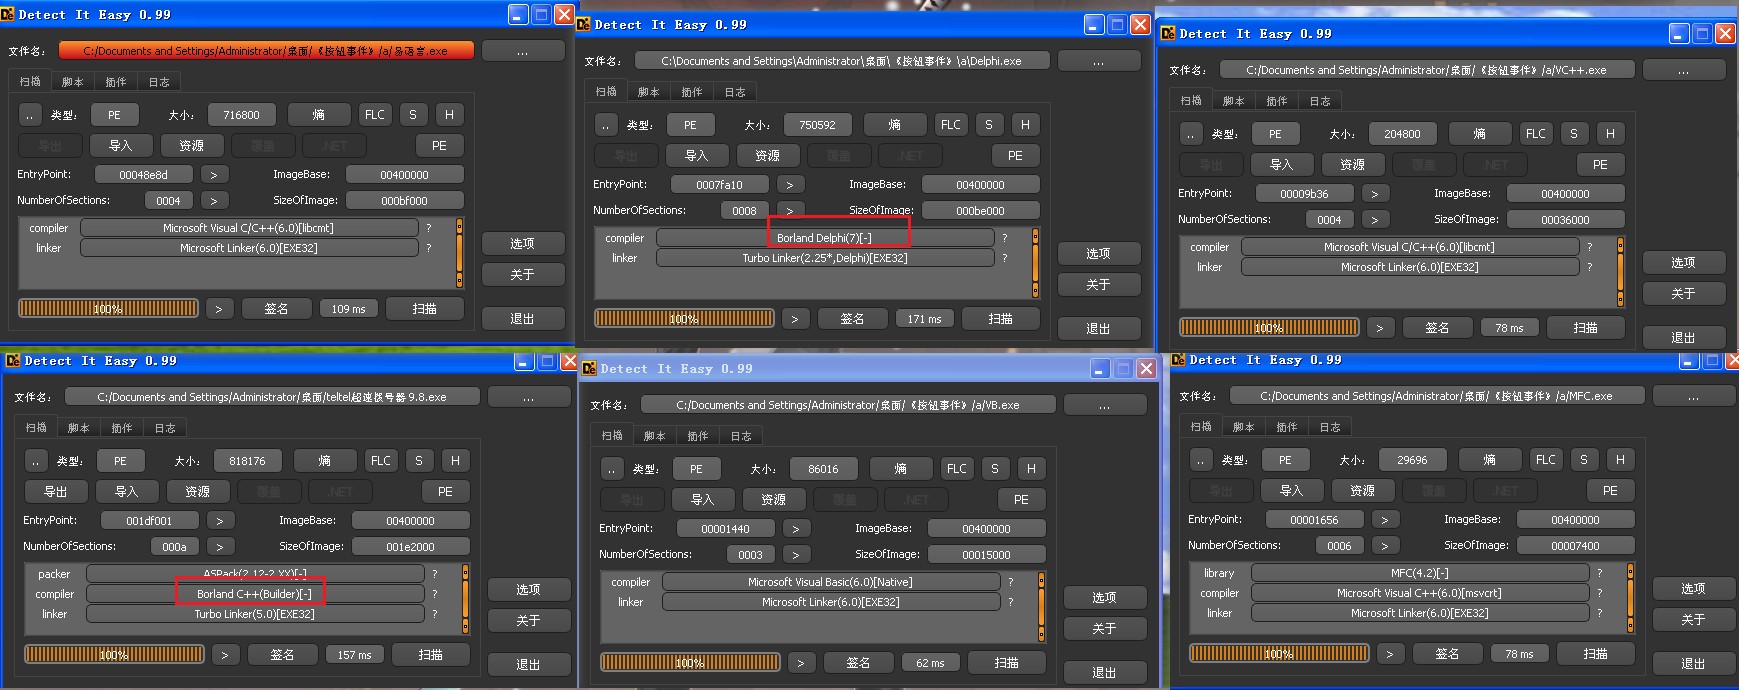 Detect It Easy 0.99
文件名: C:/Documents and Settings/Administrator/桌面/《按钮事件》/a/易语言.exe ...
扫描 脚本 插件 日志
.. 类型: PE 大小: 716800 熵 FLC S H
导出 导入 资源 覆盖 .NET PE
EntryPoint: 00048e8d > ImageBase: 00400000
NumberOfSections: 0004 > SizeOfImage: 000bf000
compiler Microsoft Visual C/C++(6.0)[libcmt] ?
linker Microsoft Linker(6.0)[EXE32] ?
选项
关于
100% > 签名 109 ms 扫描 退出
Detect It Easy 0.99
文件名: C:\Documents and Settings\Administrator\桌面\《按钮事件》\a\Delphi.exe ...
扫描 脚本 插件 日志
.. 类型: PE 大小: 750592 熵 FLC S H
导出 导入 资源 覆盖 .NET PE
EntryPoint: 0007fa10 > ImageBase: 00400000
NumberOfSections: 0008 > SizeOfImage: 000be000
compiler Borland Delphi(7)[-] ?
linker Turbo Linker(2.25*,Delphi)[EXE32] ?
选项
关于
100% > 签名 171 ms 扫描 退出
Detect It Easy 0.99
文件名: C:/Documents and Settings/Administrator/桌面/《按钮事件》/a/VC++.exe ...
扫描 脚本 插件 日志
.. 类型: PE 大小: 204800 熵 FLC S H
导出 导入 资源 覆盖 .NET PE
EntryPoint: 00009b36 > ImageBase: 00400000
NumberOfSections: 0004 > SizeOfImage: 00036000
compiler Microsoft Visual C/C++(6.0)[libcmt] ?
linker Microsoft Linker(6.0)[EXE32] ?
选项
关于
100% > 签名 78 ms 扫描 退出
Detect It Easy 0.99
文件名: C:/Documents and Settings/Administrator/桌面/teltel超速拨号器9.8.exe ...
扫描 脚本 插件 日志
.. 类型: PE 大小: 818176 熵 FLC S H
导出 导入 资源 覆盖 .NET PE
EntryPoint: 001df001 > ImageBase: 00400000
NumberOfSections: 000a > SizeOfImage: 001e2000
packer ASPack(2.12-2.XX)[-] ?
compiler Borland C++(Builder)[-] ?
linker Turbo Linker(5.0)[EXE32] ?
选项
关于
100% > 签名 157 ms 扫描 退出
Detect It Easy 0.99
文件名: C:/Documents and Settings/Administrator/桌面/《按钮事件》/a/VB.exe ...
扫描 脚本 插件 日志
.. 类型: PE 大小: 86016 熵 FLC S H
导出 导入 资源 覆盖 .NET PE
EntryPoint: 00001440 > ImageBase: 00400000
NumberOfSections: 0003 > SizeOfImage: 00015000
compiler Microsoft Visual Basic(6.0)[Native] ?
linker Microsoft Linker(6.0)[EXE32] ?
选项
关于
100% > 签名 62 ms 扫描 退出
Detect It Easy 0.99
文件名: C:/Documents and Settings/Administrator/桌面/《按钮事件》/a/MFC.exe ...
扫描 脚本 插件 日志
.. 类型: PE 大小: 29696 熵 FLC S H
导出 导入 资源 覆盖 .NET PE
EntryPoint: 00001656 > ImageBase: 00400000
NumberOfSections: 0006 > SizeOfImage: 00007400
library MFC(4.2)[-] ?
compiler Microsoft Visual C/C++(6.0)[msvcrt] ?
linker Microsoft Linker(6.0)[EXE32] ?
选项
关于
100% > 签名 78 ms 扫描 退出